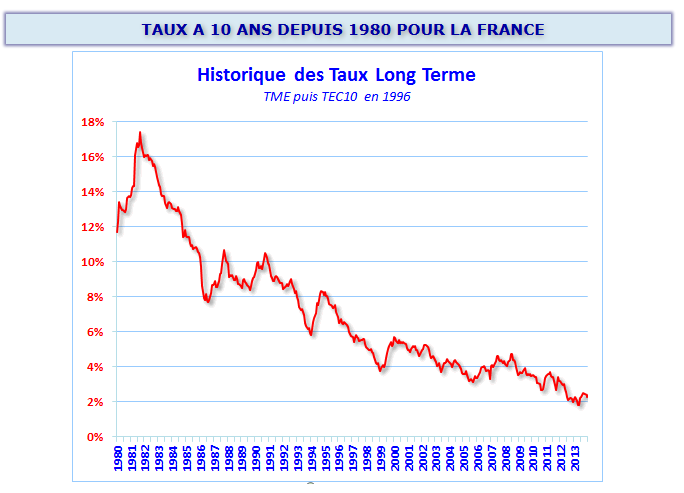 TAUX A 10 ANS DEPUIS 1980 POUR LA FRANCE
Historique des Taux Long Terme
TME puis TEC10 en 1996
18%
16%
14%
12%
10%
8%
6%
4%
2%
0%
1980 1981 1982 1983 1984 1985 1986 1987 1988 1989 1990 1991 1992 1993 1994 1995 1996 1997 1998 1999 2000 2001 2002 2003 2004 2005 2006 2007 2008 2009 2010 2011 2012 2013